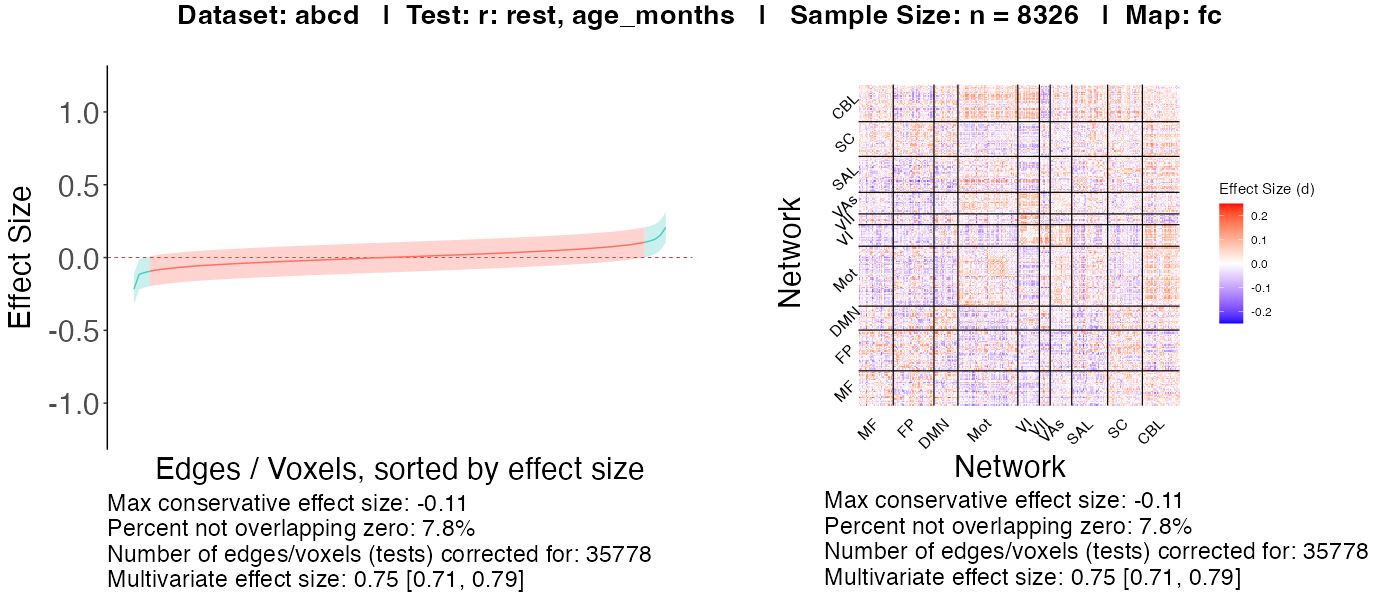 Dataset: abcd | Test: r: rest, age_months | Sample Size: n = 8326 | Map: fc
Effect Size
1.0
0.5
0.0
-0.5
-1.0
Edges / Voxels, sorted by effect size
Max conservative effect size: -0.11
Percent not overlapping zero: 7.8%
Number of edges/voxels (tests) corrected for: 35778
Multivariate effect size: 0.75 [0.71, 0.79]
Network
CBL
SC
SAL
VAs
VII
VI
Mot
DMN
FP
MF
MF
FP
DMN
Mot
VI
VII
VAs
SAL
SC
CBL
Network
Effect Size (d)
0.2
0.1
0.0
-0.1
-0.2
Max conservative effect size: -0.11
Percent not overlapping zero: 7.8%
Number of edges/voxels (tests) corrected for: 35778
Multivariate effect size: 0.75 [0.71, 0.79]